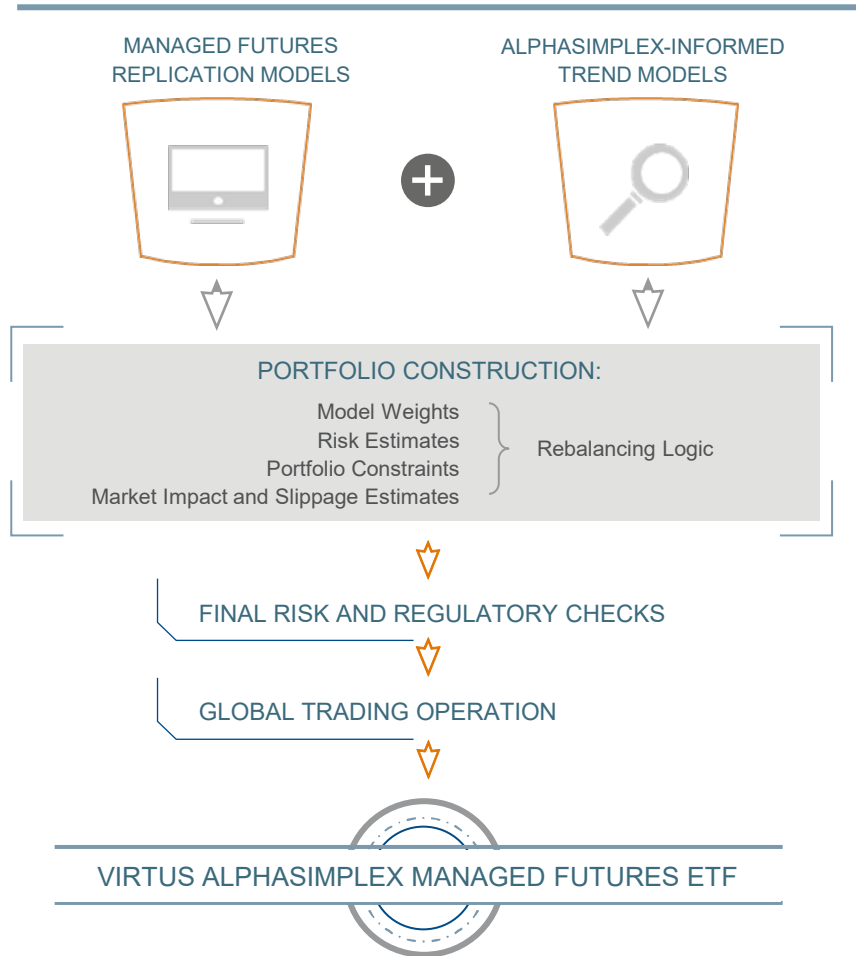 MANAGED FUTURES
REPLICATION MODELS
ALPHASIMPLEX-INFORMED
TREND MODELS
PORTFOLIO CONSTRUCTION:
Model Weights
Risk Estimates
Portfolio Constraints
Market Impact and Slippage Estimates
Rebalancing Logic
FINAL RISK AND REGULATORY CHECKS
GLOBAL TRADING OPERATION
VIRTUS ALPHASIMPLEX MANAGED FUTURES ETF